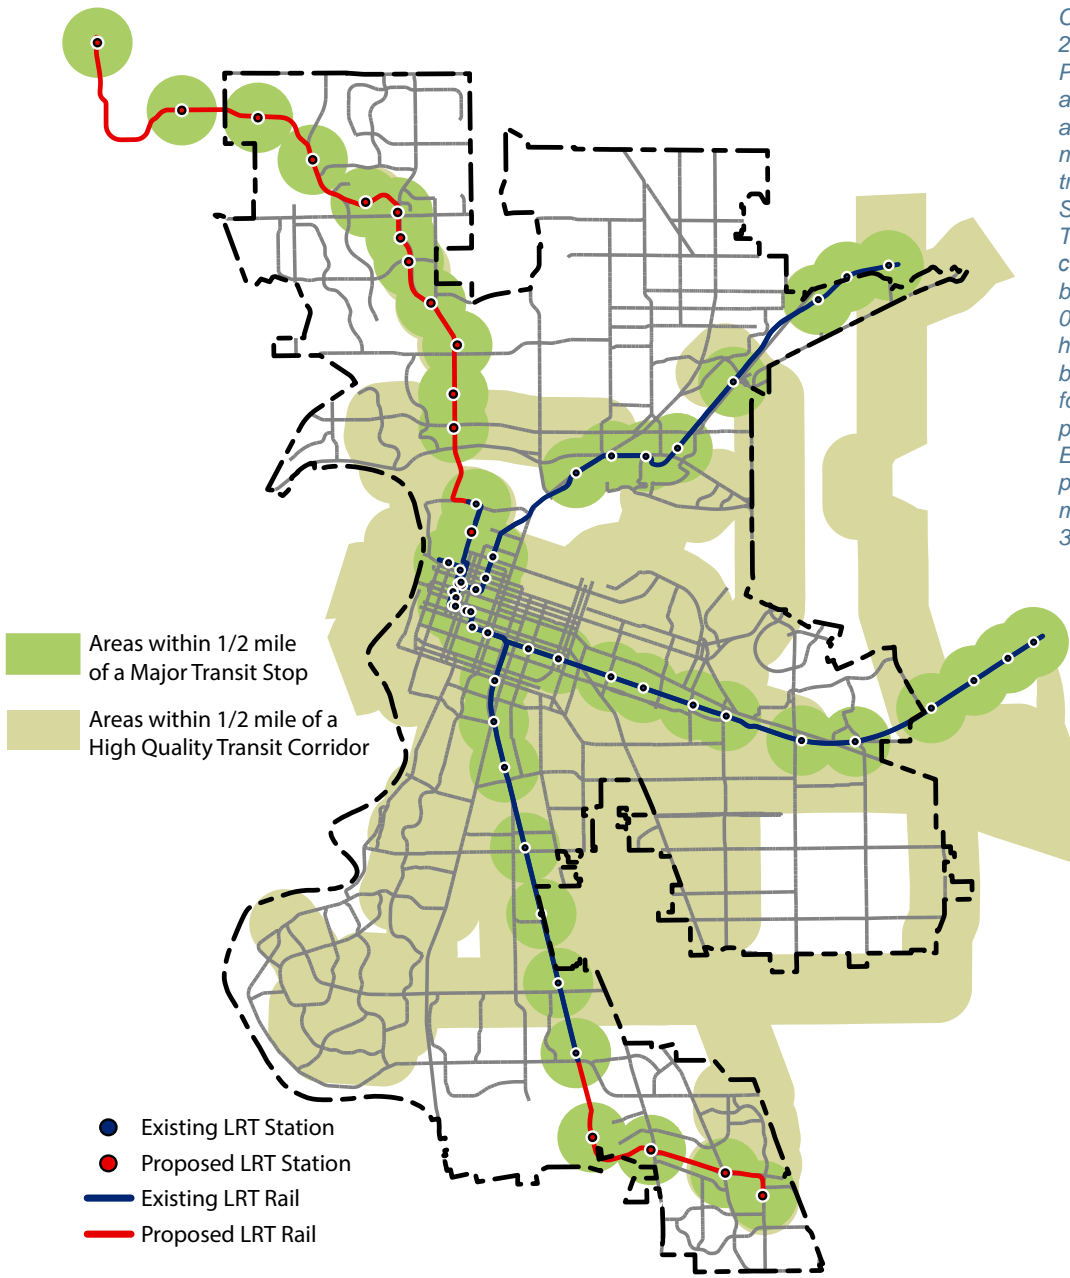 Areas within 1/2 mile
of a Major Transit Stop
Areas within 1/2 mile of a
High Quality Transit Corridor
Existing LRT Station
Proposed LRT Station
Existing LRT Rail
Proposed LRT Rail